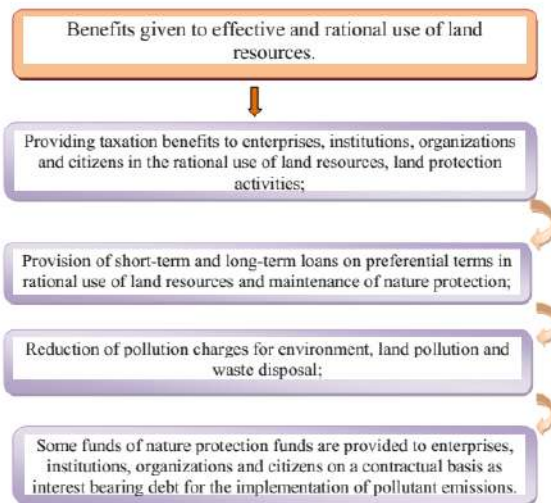 Benefits given to effective and rational use of land
resources.
Providing taxation benefits to enterprises, institutions, organizations
and citizens in the rational use of land resources, land protection
activities;
Provision of short-term and long-term loans on preferential terms in
rational use of land resources and maintenance of nature protection;
Reduction of pollution charges for environment, land pollution and
waste disposal;
Some funds of nature protection funds are provided to enterprises,
institutions, organizations and citizens on a contractual basis as
interest bearing debt for the implementation of pollutant emissions.